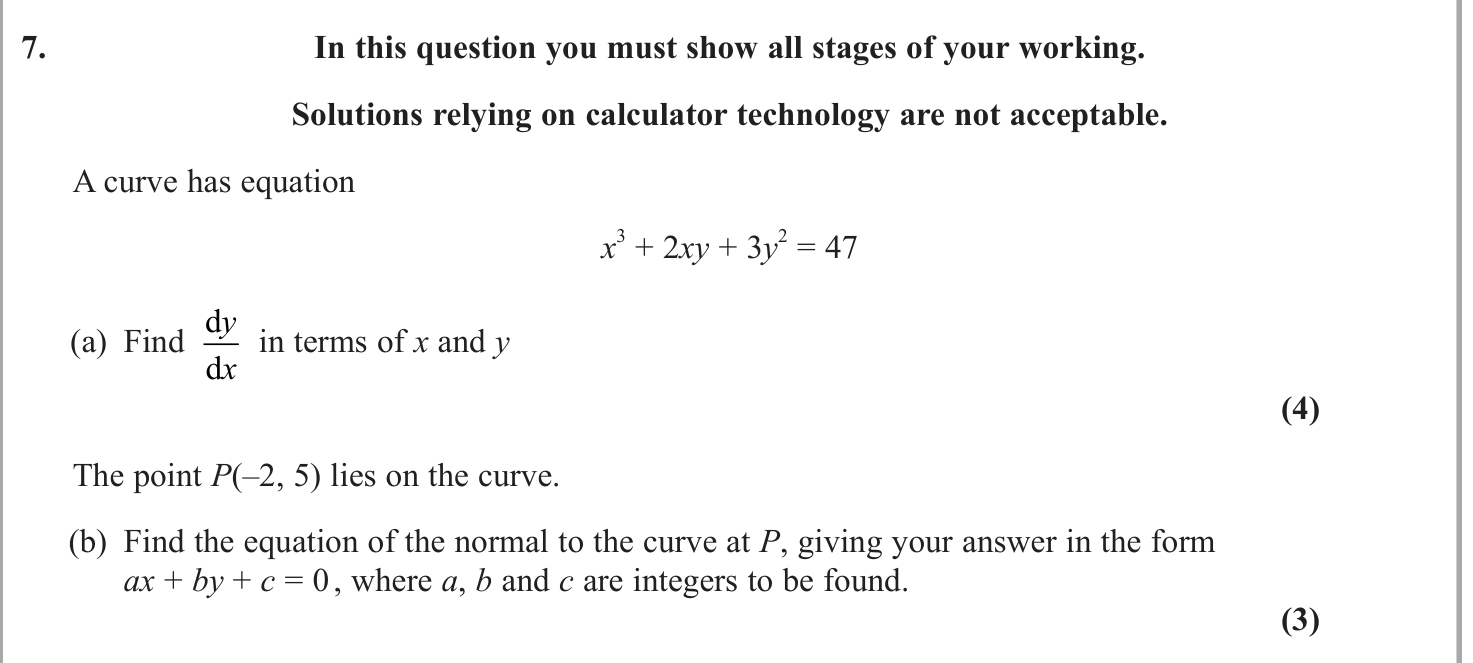 7. In this question you must show all stages of your working.
Solutions relying on calculator technology are not acceptable.
A curve has equation
x³ + 2xy + 3y² = 47
(a) Find dy/dx in terms of x and y
(4)
The point P(–2, 5) lies on the curve.
(b) Find the equation of the normal to the curve at P, giving your answer in the form
ax + by + c = 0, where a, b and c are integers to be found.
(3)